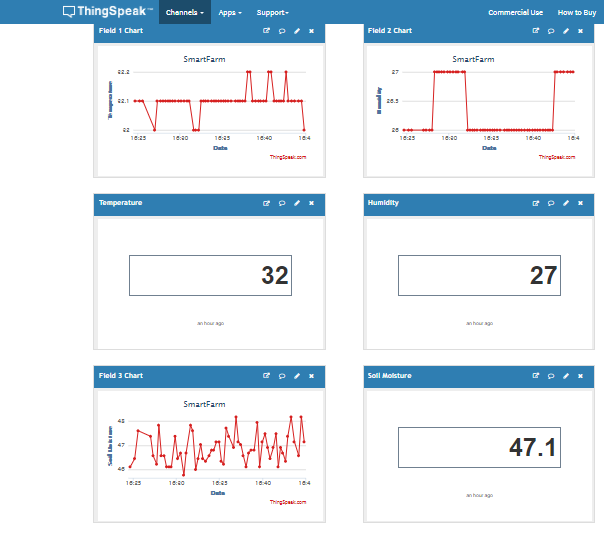 ThingSpeak™ Channels Apps Support Commercial Use How to Buy
Field 1 Chart
SmartFarm
22.2
22.1
22
16:25 16:30 16:35 16:40 16:4
Date
ThingSpeak.com
Field 2 Chart
SmartFarm
Humidity
27
26.5
26
16:25 16:30 16:35 16:40 16:4
Date
ThingSpeak.com
Temperature
32
an hour ago
Humidity
27
an hour ago
Field 3 Chart
SmartFarm
Soil Moisture
48
47
46
16:25 16:30 16:35 16:40 16:4
Date
ThingSpeak.com
Soil Moisture
47.1
an hour ago